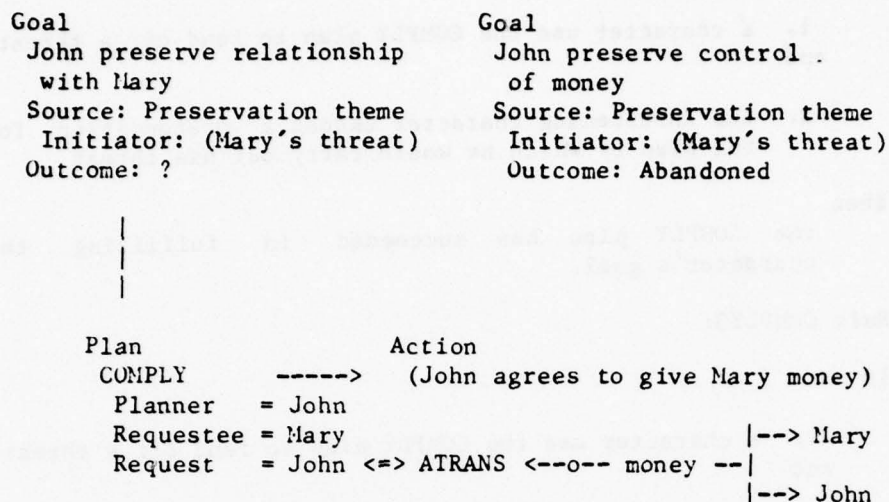 Goal Goal
John preserve relationship John preserve control
with Mary of money
Source: Preservation theme Source: Preservation theme
Initiator: (Mary's threat) Initiator: (Mary's threat)
Outcome: ? Outcome: Abandoned
Plan Action
COMPLY -----> (John agrees to give Mary money)
Planner = John
Requestee = Mary |--> Mary
Request = John <=> ATRANS <--o-- money --|
|--> John